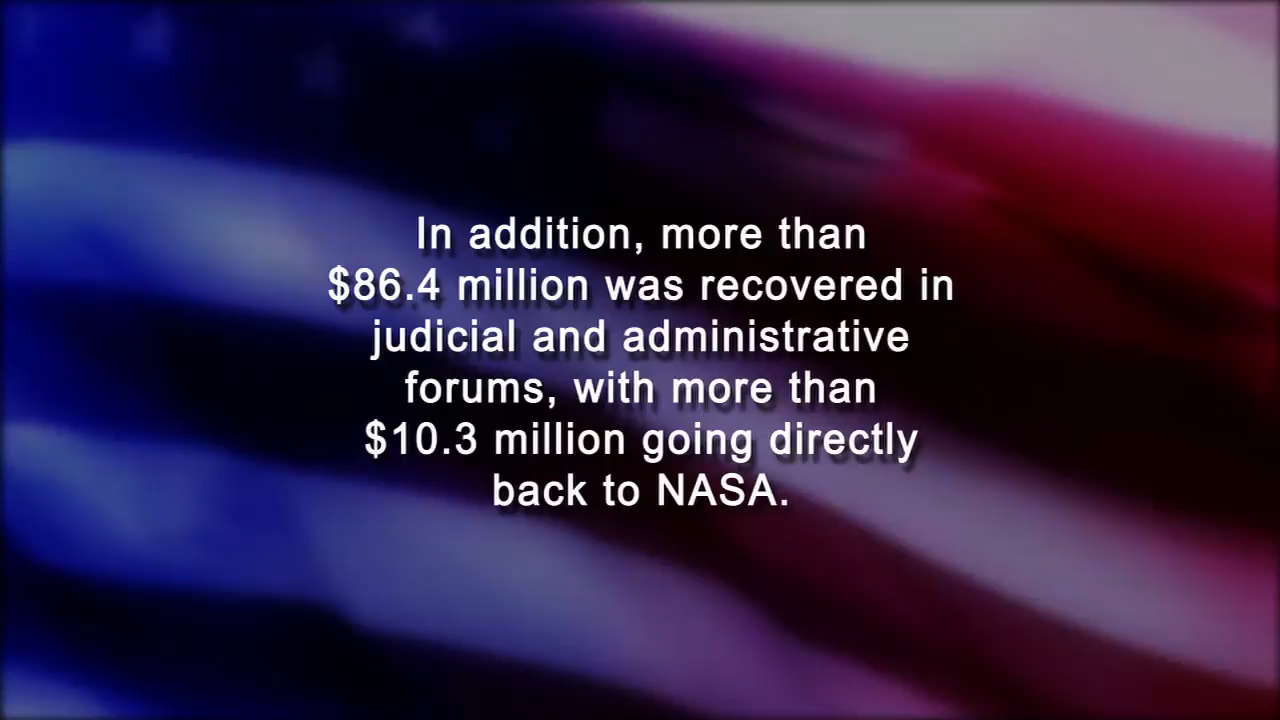 In addition, more than
$86.4 million was recovered in
judicial and administrative
forums, with more than
$10.3 million going directly
back to NASA.